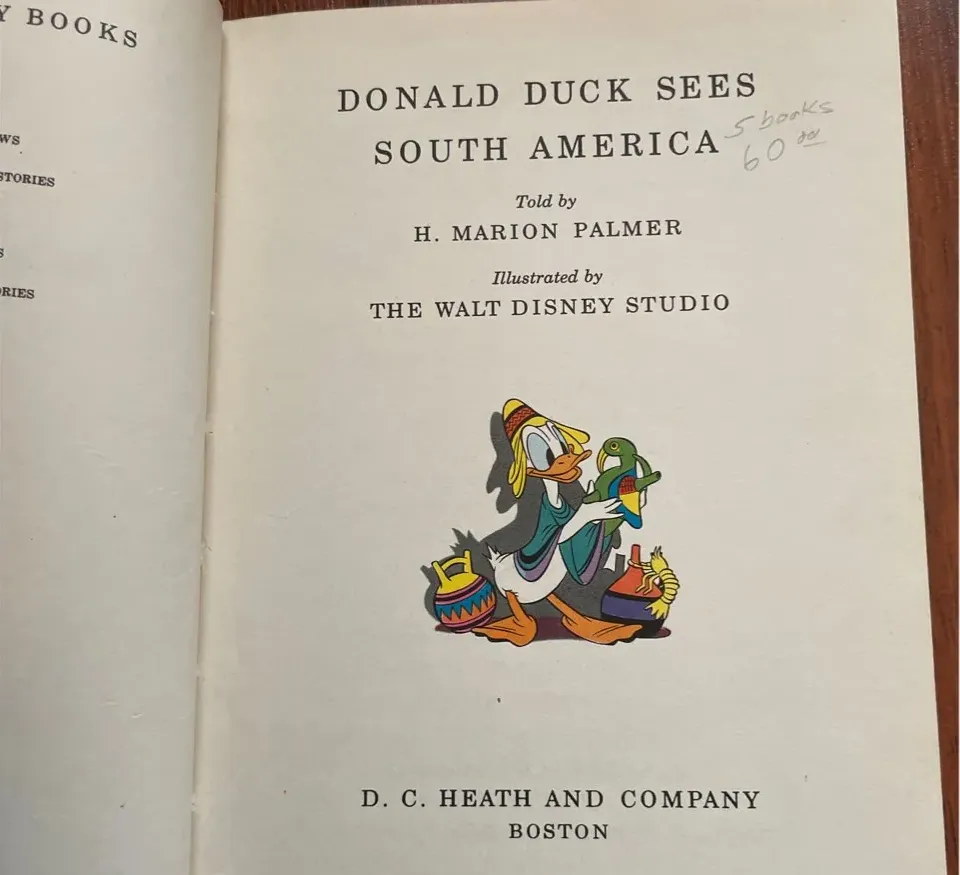 Y BOOKS
WS
STORIES
S
RIES
DONALD DUCK SEES
SOUTH AMERICA
5 books
60 00
Told by
H. MARION PALMER
Illustrated by
THE WALT DISNEY STUDIO
D. C. HEATH AND COMPANY
BOSTON